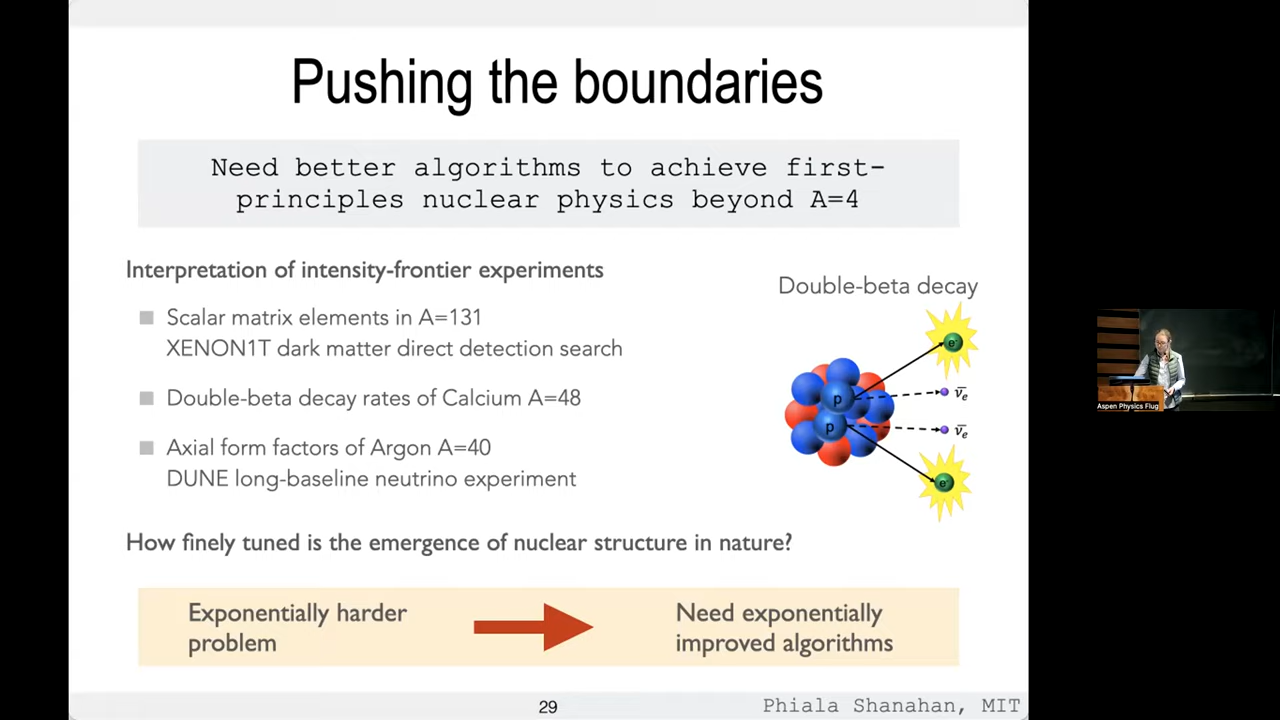 Pushing the boundaries
Need better algorithms to achieve first-
principles nuclear physics beyond A=4
Interpretation of intensity-frontier experiments
Scalar matrix elements in A=131
XENON1T dark matter direct detection search
Double-beta decay rates of Calcium A=48
Axial form factors of Argon A=40
DUNE long-baseline neutrino experiment
Double-beta decay
e⁻
p
ν̅e
p
ν̅e
e⁻
How finely tuned is the emergence of nuclear structure in nature?
Exponentially harder
problem
Need exponentially
improved algorithms
29
Phiala Shanahan, MIT
Aspen Physics Flug